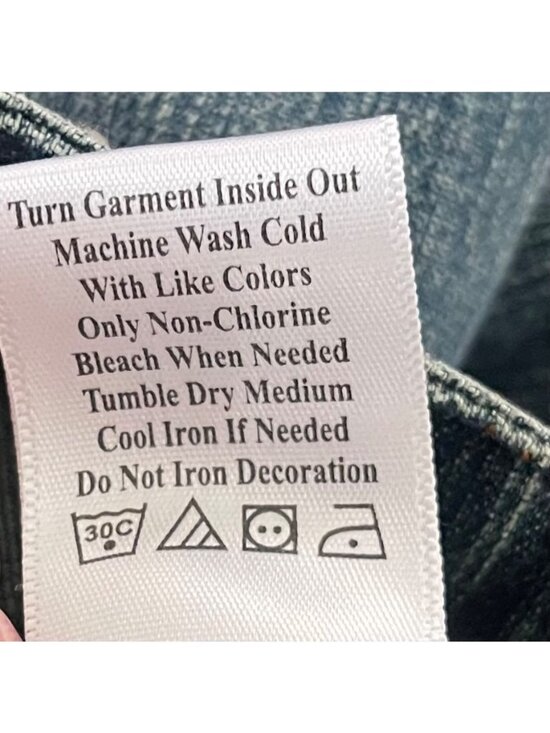 Turn Garment Inside Out
Machine Wash Cold
With Like Colors
Only Non-Chlorine
Bleach When Needed
Tumble Dry Medium
Cool Iron If Needed
Do Not Iron Decoration
30C